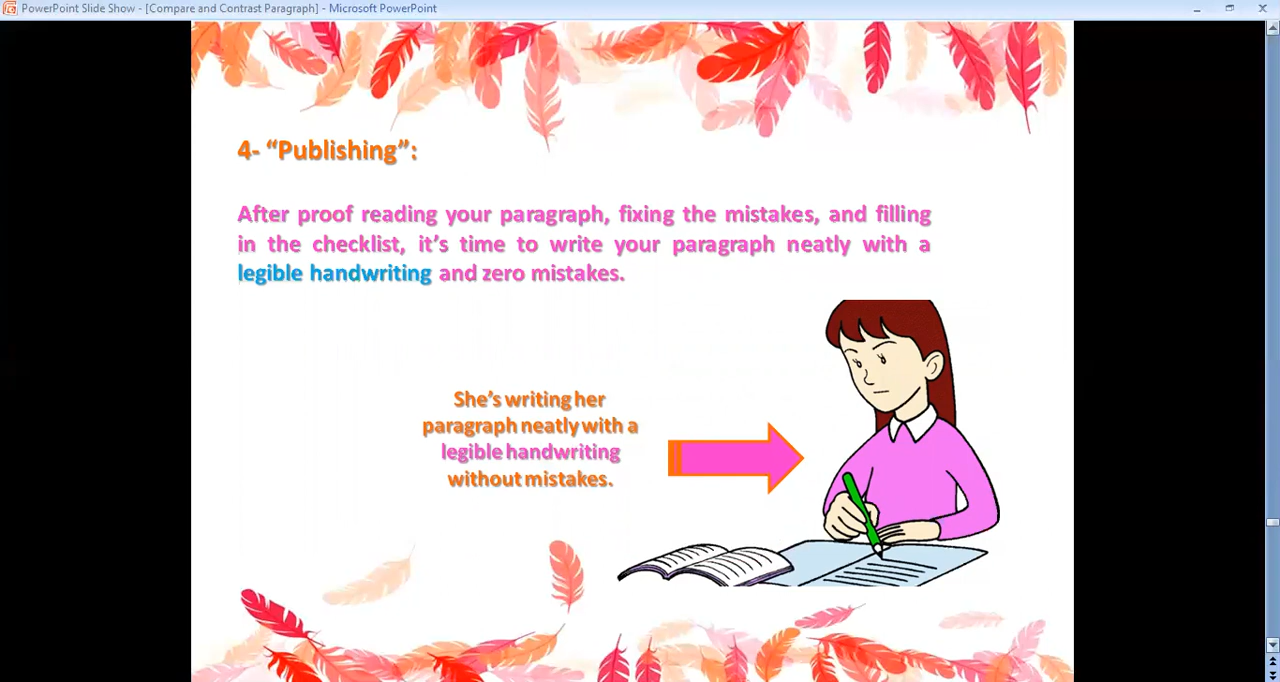 PowerPoint Slide Show - [Compare and Contrast Paragraph] - Microsoft PowerPoint
4- “Publishing”:
After proof reading your paragraph, fixing the mistakes, and filling
in the checklist, it’s time to write your paragraph neatly with a
legible handwriting and zero mistakes.
She’s writing her
paragraph neatly with a
legible handwriting
without mistakes.